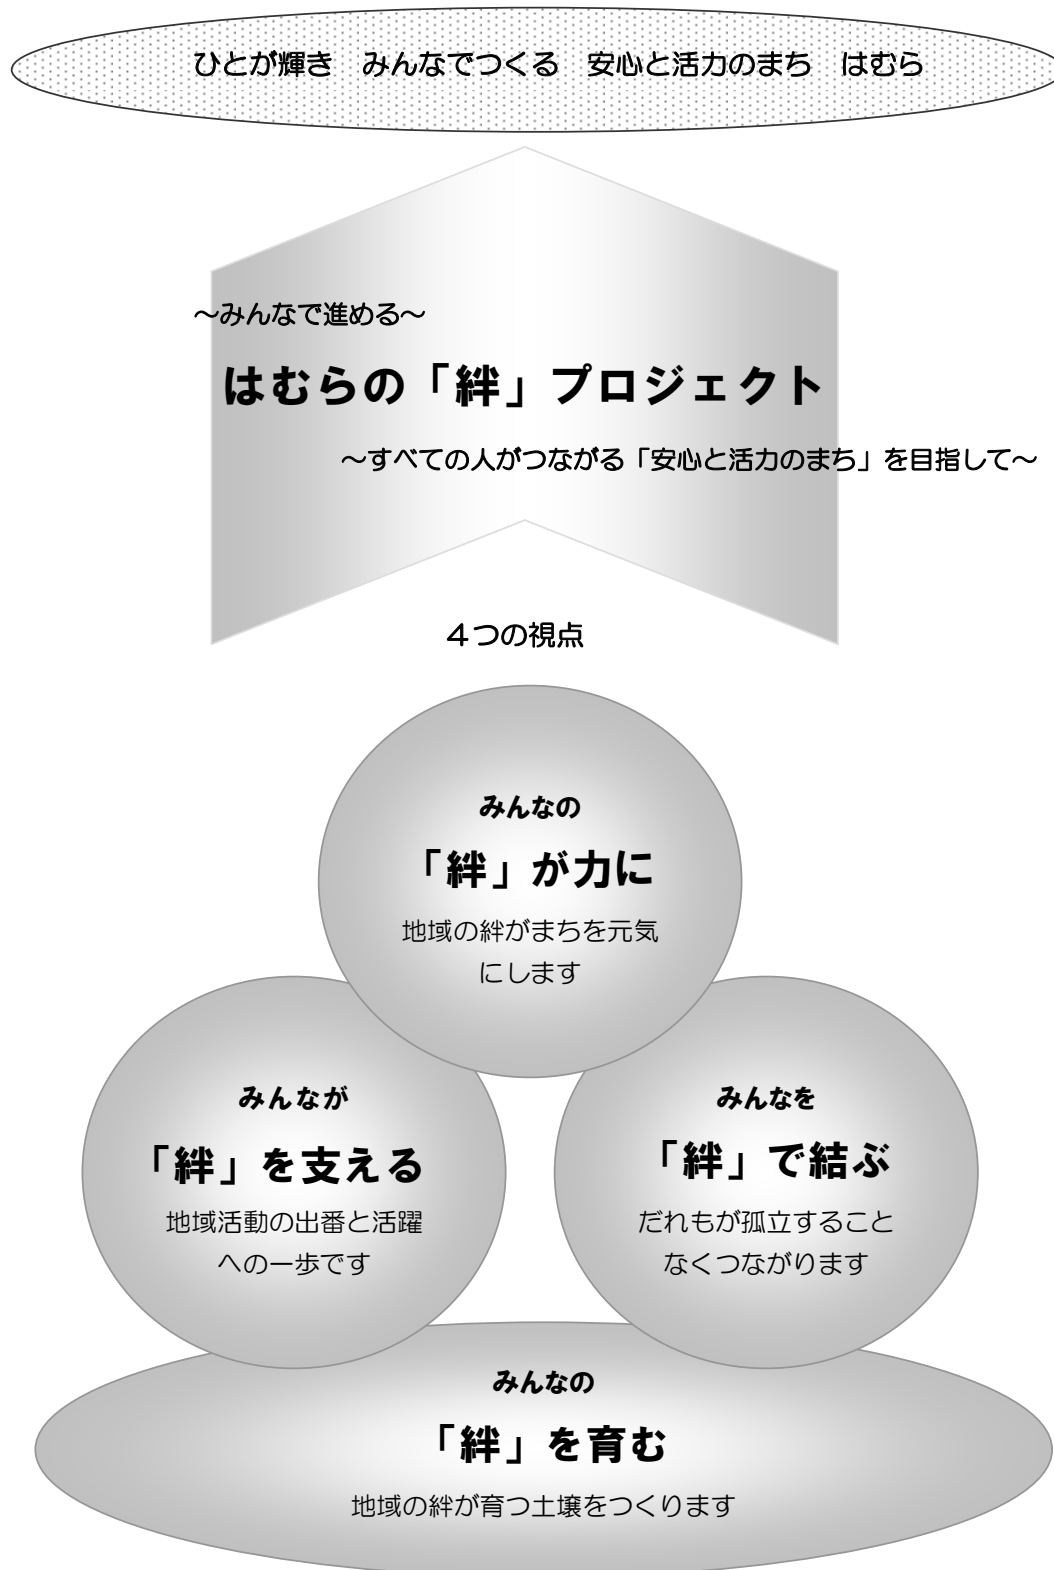 ひとが輝き　みんなでつくる　安心と活力のまち　はむら
～みんなで進める～
はむらの「絆」プロジェクト
～すべての人がつながる「安心と活力のまち」を目指して～
４つの視点
みんなの
「絆」が力に
地域の絆がまちを元気
にします
みんなが
「絆」を支える
地域活動の出番と活躍
への一歩です
みんなを
「絆」で結ぶ
だれもが孤立すること
なくつながります
みんなの
「絆」を育む
地域の絆が育つ土壌をつくります